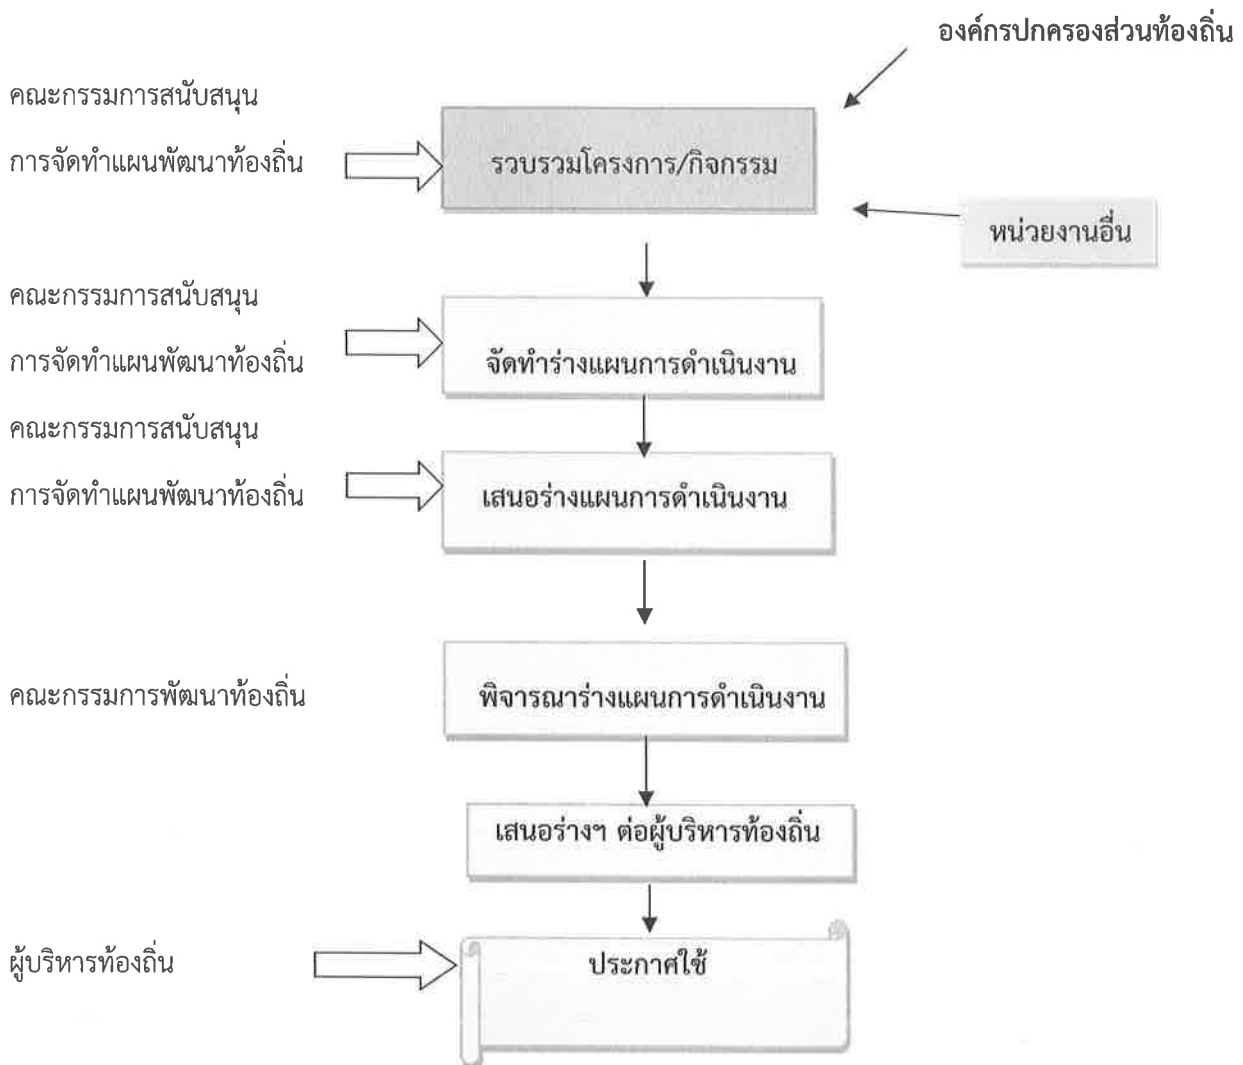 องค์กรปกครองส่วนท้องถิ่น
คณะกรรมการสนับสนุน
การจัดทำแผนพัฒนาท้องถิ่น
รวบรวมโครงการ/กิจกรรม
หน่วยงานอื่น
คณะกรรมการสนับสนุน
การจัดทำแผนพัฒนาท้องถิ่น
จัดทำร่างแผนการดำเนินงาน
คณะกรรมการสนับสนุน
การจัดทำแผนพัฒนาท้องถิ่น
เสนอร่างแผนการดำเนินงาน
คณะกรรมการพัฒนาท้องถิ่น
พิจารณาร่างแผนการดำเนินงาน
เสนอร่างฯ ต่อผู้บริหารท้องถิ่น
ผู้บริหารท้องถิ่น
ประกาศใช้